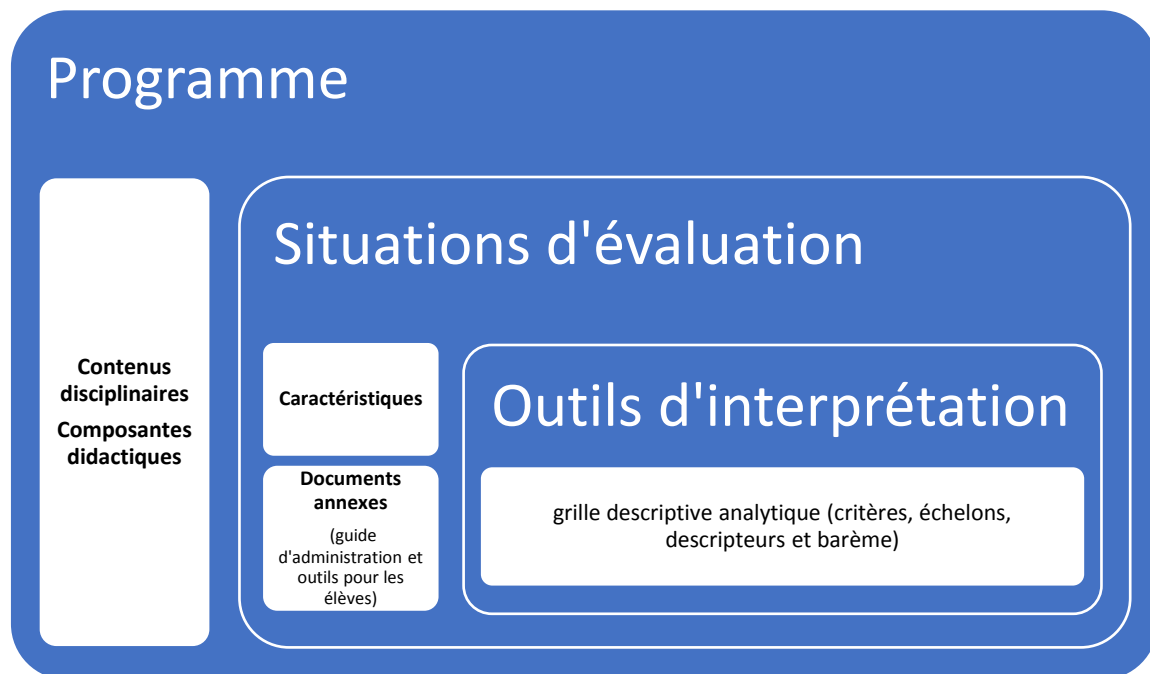 Programme
Contenus
disciplinaires
Composantes
didactiques
Situations d'évaluation
Caractéristiques
Documents
annexes
(guide
d'administration et
outils pour les
élèves)
Outils d'interprétation
grille descriptive analytique (critères, échelons,
descripteurs et barème)